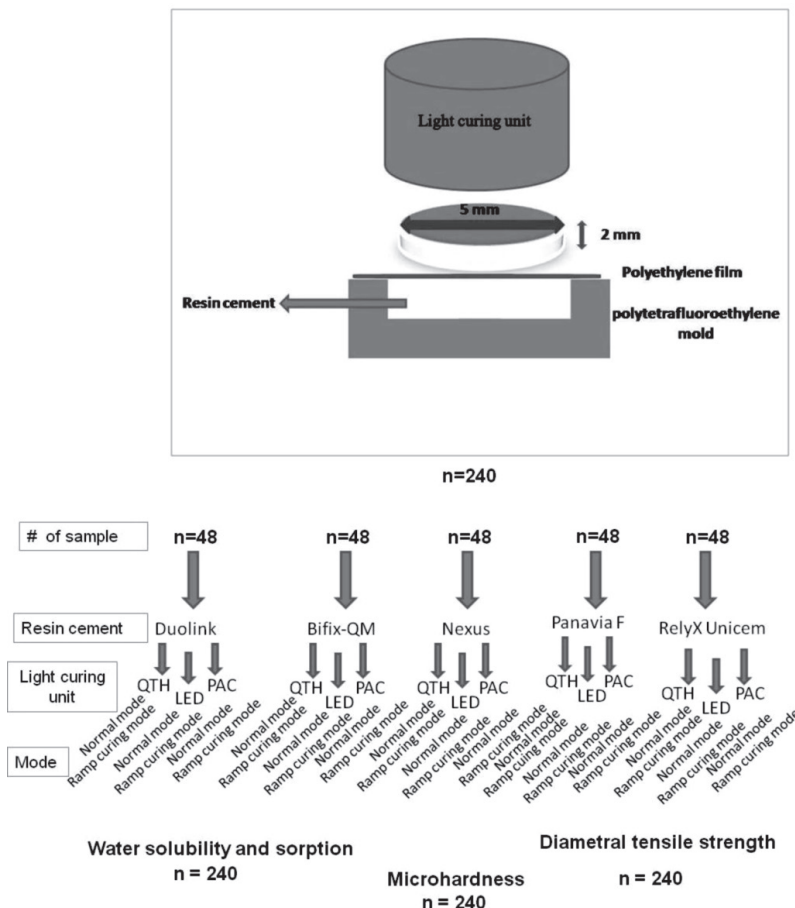 Light curing unit
5 mm
2 mm
Polyethylene film
Resin cement
polytetrafluoroethylene
mold
n=240
# of sample
n=48
n=48
n=48
n=48
n=48
Resin cement
Duolink
Bifix-QM
Nexus
Panavia F
RelyX Unicem
Light curing
unit
QTH
LED
PAC
QTH
LED
PAC
QTH
LED
PAC
QTH
LED
PAC
QTH
LED
PAC
Mode
Normal mode
Ramp curing mode
Normal mode
Ramp curing mode
Normal mode
Ramp curing mode
Normal mode
Ramp curing mode
Normal mode
Ramp curing mode
Normal mode
Ramp curing mode
Normal mode
Ramp curing mode
Normal mode
Ramp curing mode
Normal mode
Ramp curing mode
Normal mode
Ramp cuing mode
Normal mode
Ramp curing mode
Normal mode
Ramp curing mode
Normal mode
Ramp curing mode
Normal mode
Ramp curing mode
Normal mode
Ramp curing mode
Water solubility and sorption
n = 240
Microhardness
n = 240
Diametral tensile strength
n = 240